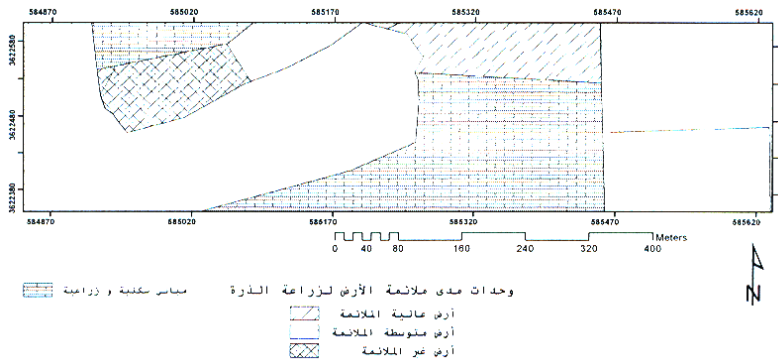 584870 585020 585170 585320 585470 585620
3622580
3622480
3622380
584870 585020 585170 585320 585470 585620
0 20 40 60 80 160 240 320 400 Meters
N
وحدات مدى ملائمة الأرض لزراعة الذرة
مباني سكنية و زراعية
أرض عالية الملائمة
أرض متوسطة الملائمة
أرض غير الملائمة